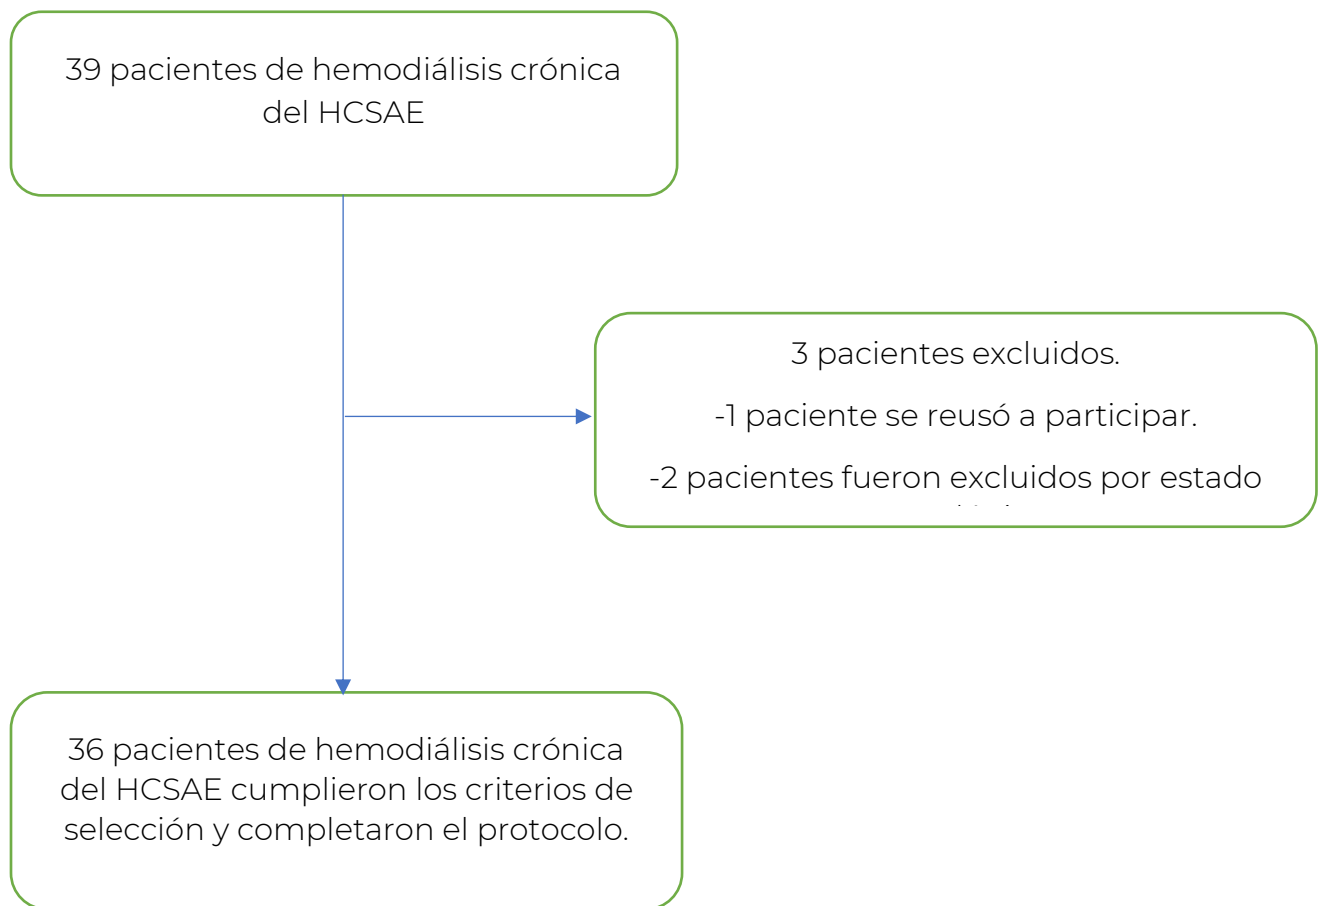 39 pacientes de hemodiálisis crónica
del HCSAE
3 pacientes excluidos.
-1 paciente se reusó a participar.
-2 pacientes fueron excluidos por estado
36 pacientes de hemodiálisis crónica
del HCSAE cumplieron los criterios de
selección y completaron el protocolo.